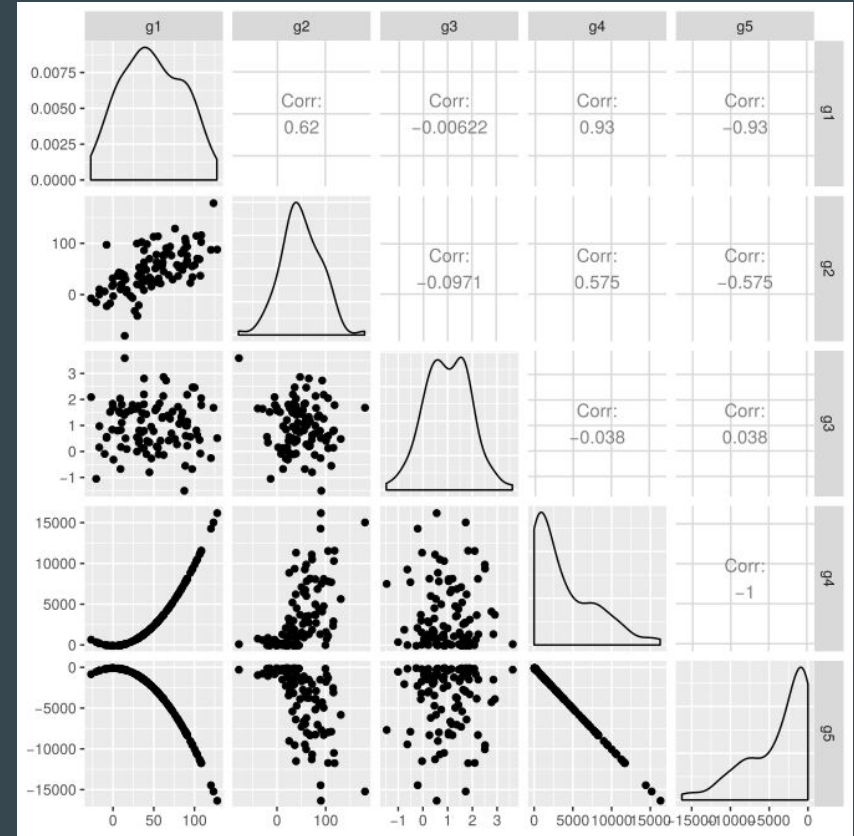 g1 g2 g3 g4 g5
0.0075
0.0050
0.0025
0.0000
Corr:
0.62
Corr:
−0.00622
Corr:
0.93
Corr:
−0.93
g1
100
0
Corr:
−0.0971
Corr:
0.575
Corr:
−0.575
g2
3
2
1
0
−1
Corr:
−0.038
Corr:
0.038
g3
15000
10000
5000
0
Corr:
−1
g4
0
−5000
−10000
−15000
g5
0 50 100 0 100 −1 0 1 2 3 0 5000 10000 15000 −15000 −10000 −5000 0